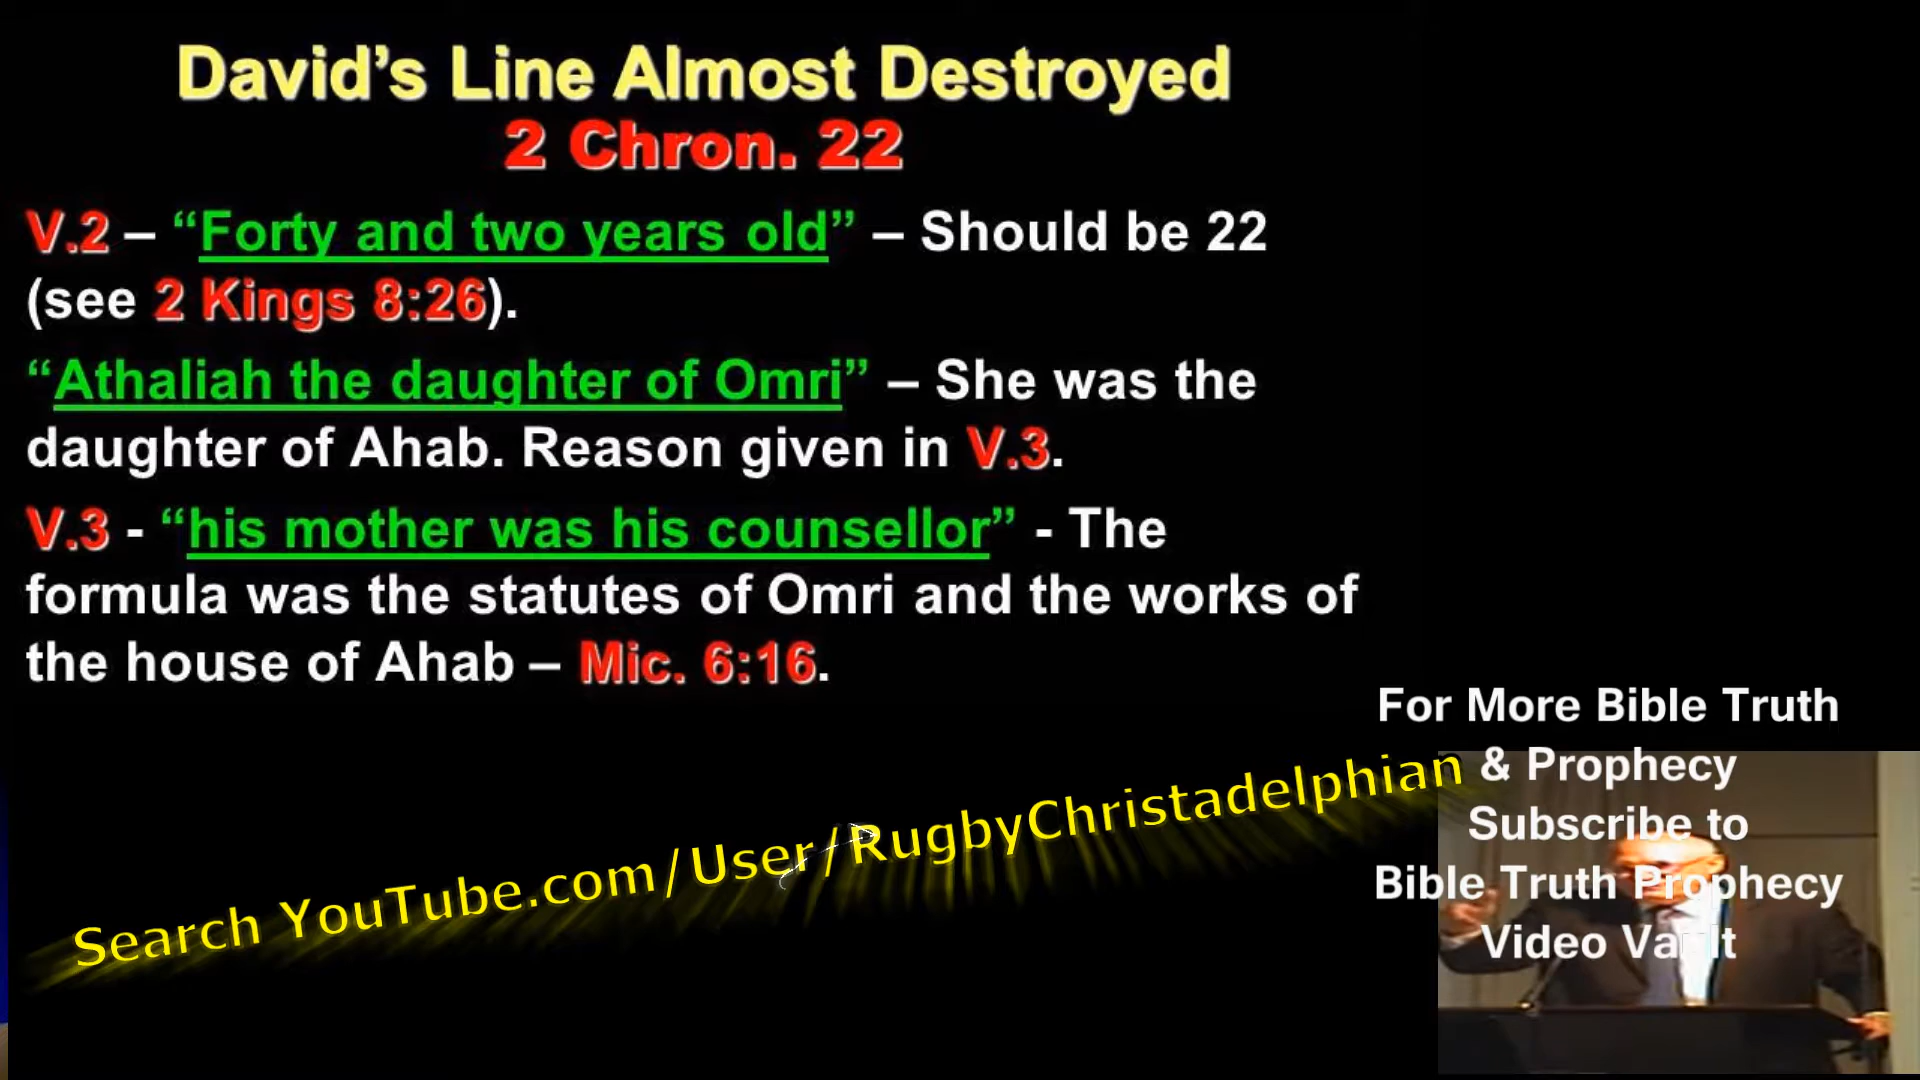 David’s Line Almost Destroyed
2 Chron. 22
V.2 – “Forty and two years old” – Should be 22
(see 2 Kings 8:26).
“Athaliah the daughter of Omri” – She was the
daughter of Ahab. Reason given in V.3.
V.3 - “his mother was his counsellor” - The
formula was the statutes of Omri and the works of
the house of Ahab – Mic. 6:16.
For More Bible Truth
& Prophecy
Subscribe to
Bible Truth Prophecy
Video Vault
Search YouTube.com/User/RugbyChristadelphian